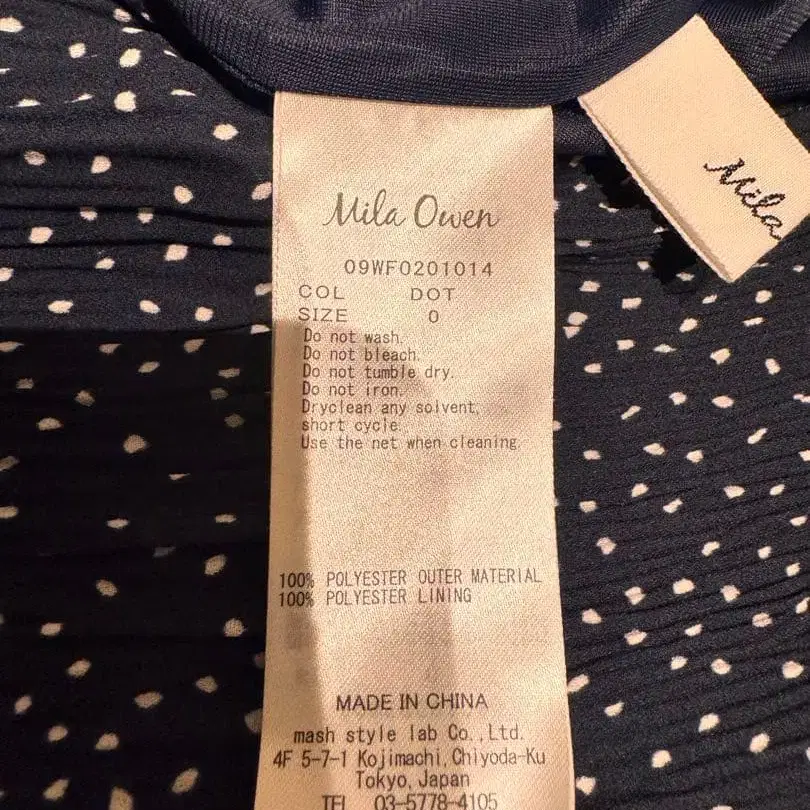 Mila Owen
Mila
09WF0201014
COL DOT
SIZE 0
Do not wash.
Do not bleach.
Do not tumble dry.
Do not iron.
Dryclean any solvent,
short cycle.
Use the net when cleaning.
100% POLYESTER OUTER MATERIAL
100% POLYESTER LINING
MADE IN CHINA
mash style lab Co.,Ltd.
4F 5-7-1 Kojimachi,Chiyoda-Ku
Tokyo,Japan
TEL 03-5778-4105